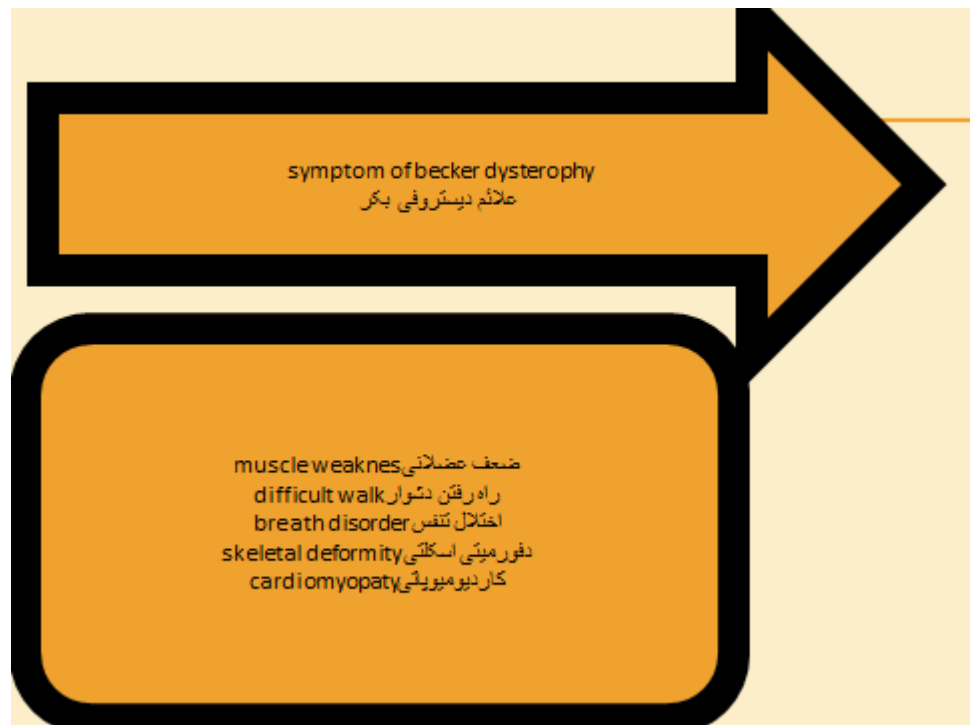 symptom of becker dysterophy
علائم دیستروفی بکر
muscle weaknesضعف عضلاتی
difficult walkراه رفتن دشوار
breath disorderاختلال تنفس
skeletal deformityدفورمیتی اسکلتی
cardiomyopatyکاردیومیوپاتی